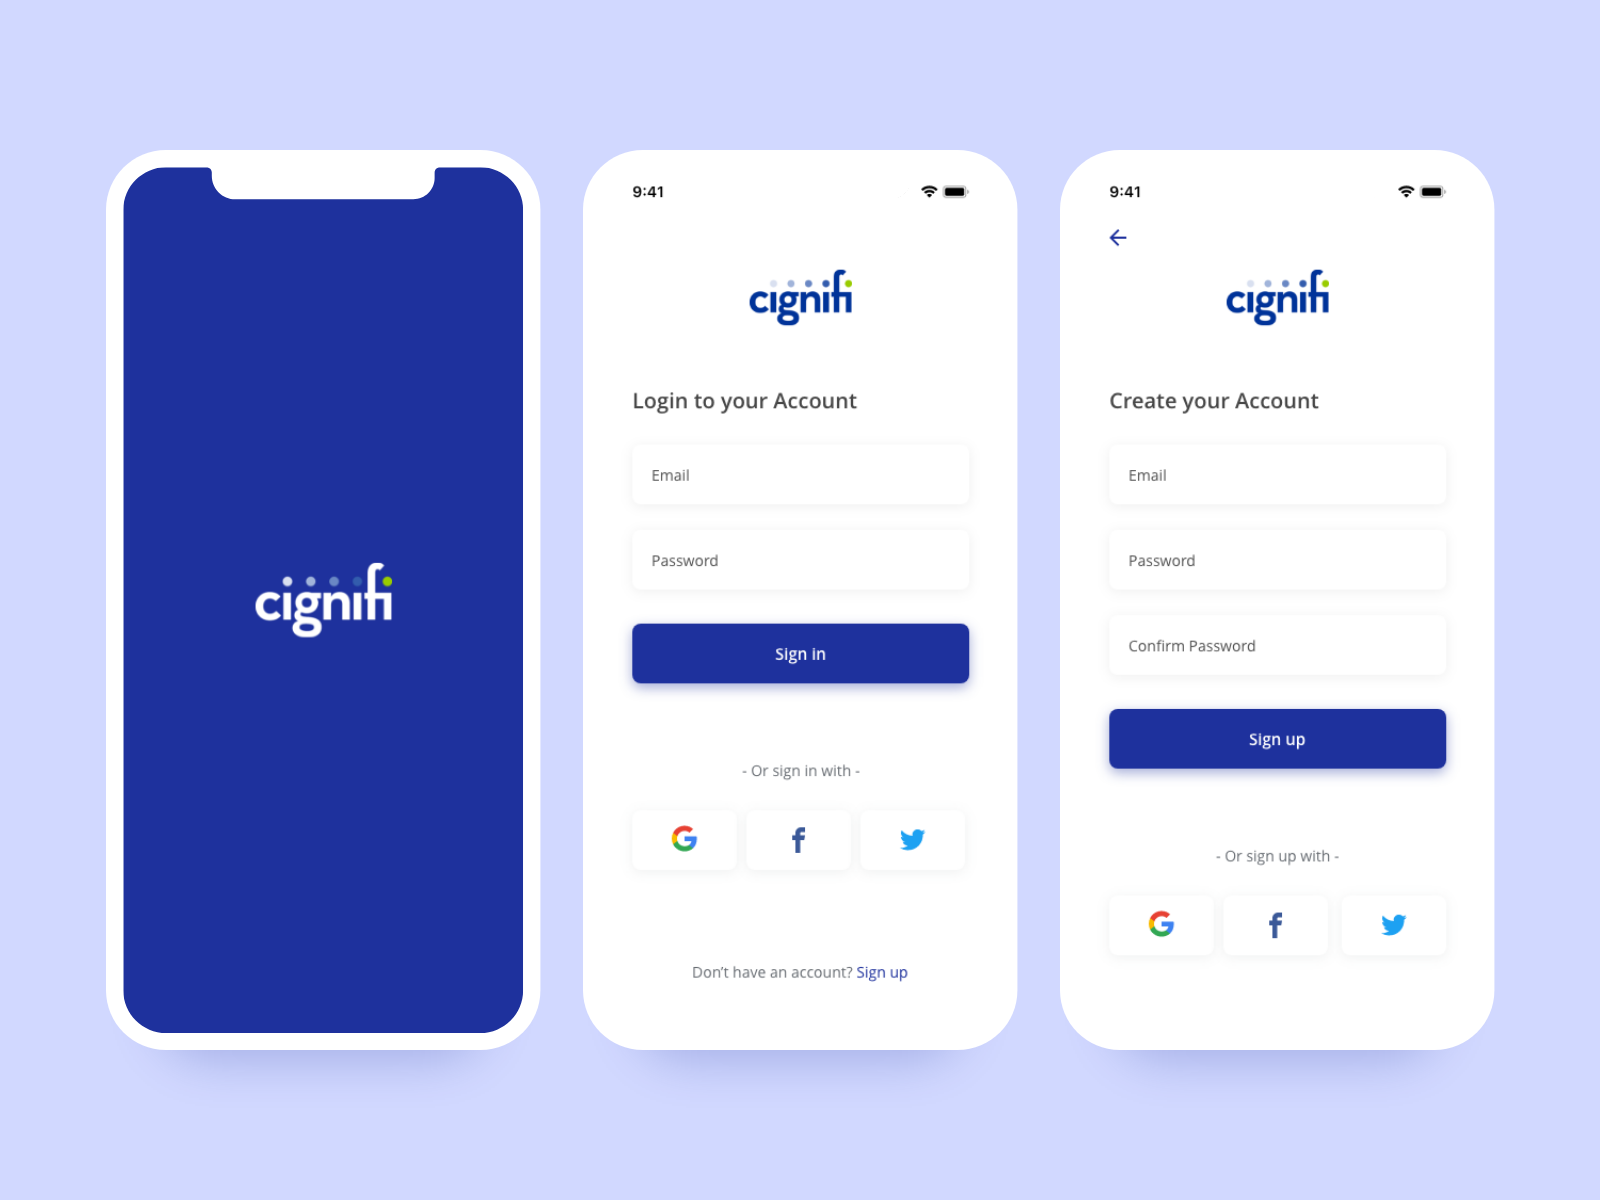 cignifi
9:41
cignifi
Login to your Account
Email
Password
Sign in
- Or sign in with -
Don’t have an account? Sign up
9:41
cignifi
Create your Account
Email
Password
Confirm Password
Sign up
- Or sign up with -